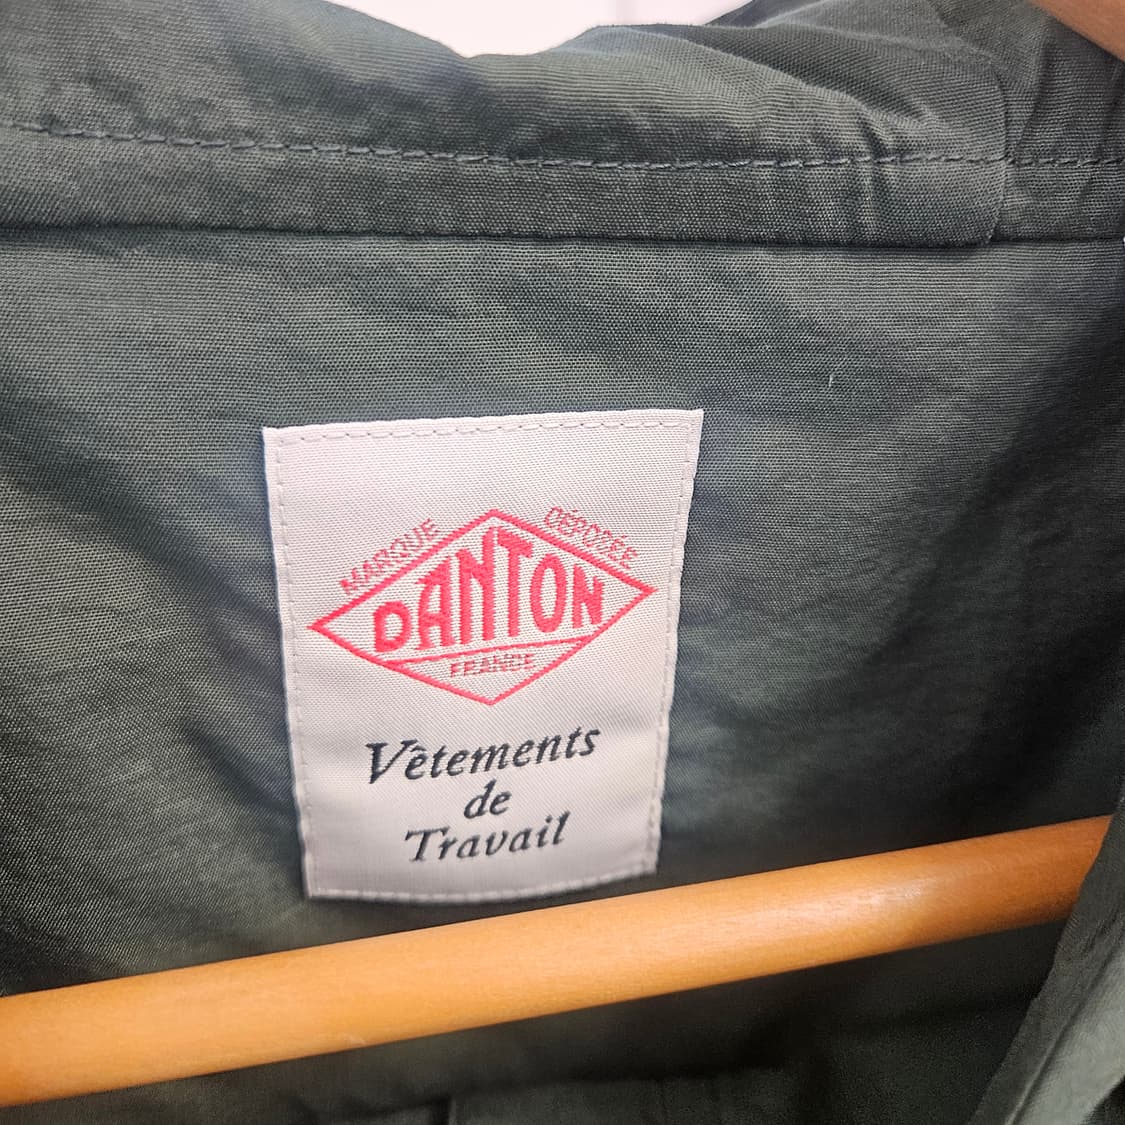 MARQUE DÉPOSÉE
DANTON
FRANCE
Vêtements
de
Travail